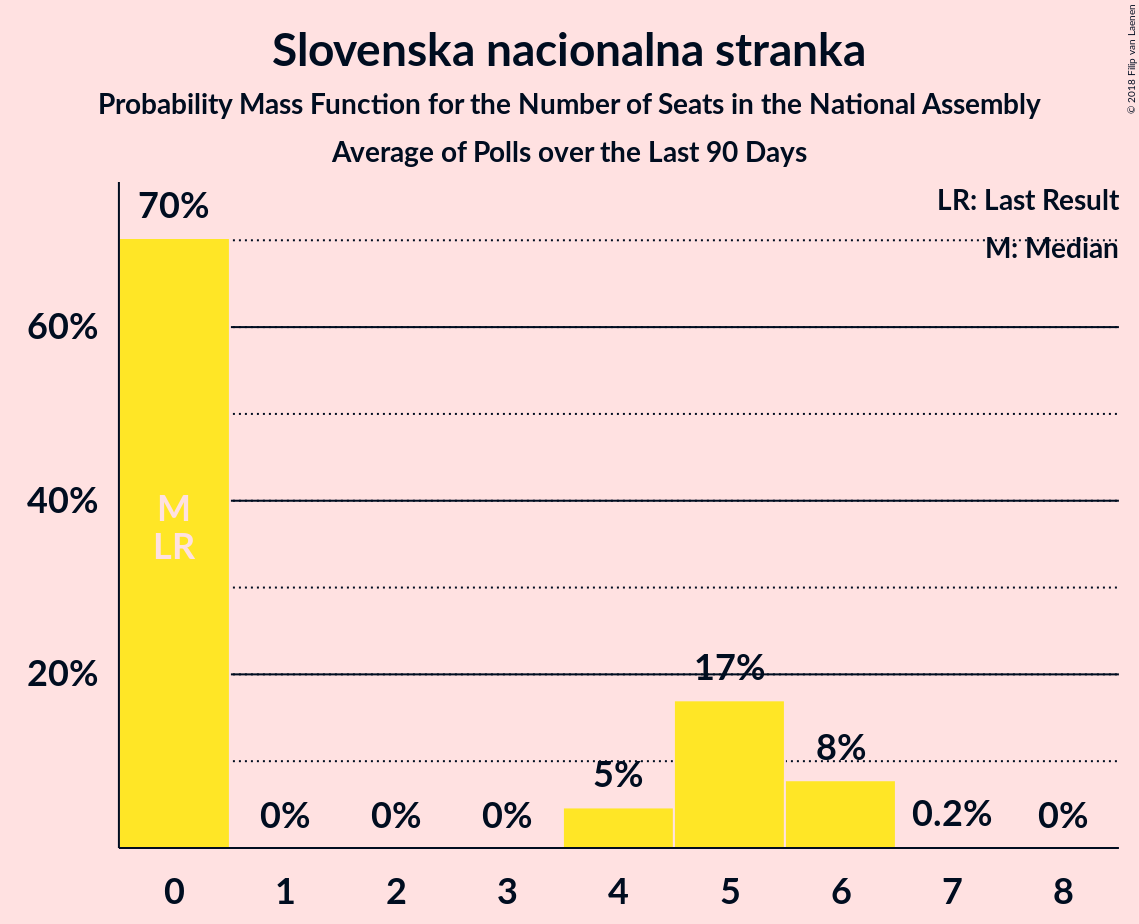 Slovenska nacionalna stranka
Probability Mass Function for the Number of Seats in the National Assembly
Average of Polls over the Last 90 Days
© 2018 Filip van Laenen
LR: Last Result
M: Median
70%
60%
40%
20%
M
LR
0%
0%
0%
5%
17%
8%
0.2%
0%
0
1
2
3
4
5
6
7
8